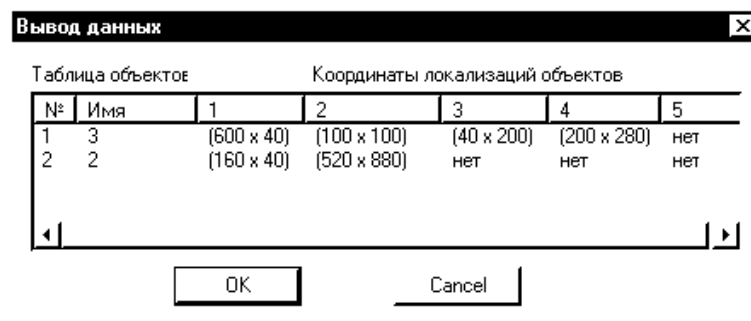 Вывод данных
Таблица объектов Координаты локализаций объектов
№ Имя 1 2 3 4 5
1 3 (600 x 40) (100 x 100) (40 x 200) (200 x 280) нет
2 2 (160 x 40) (520 x 880) нет нет нет
OK Cancel